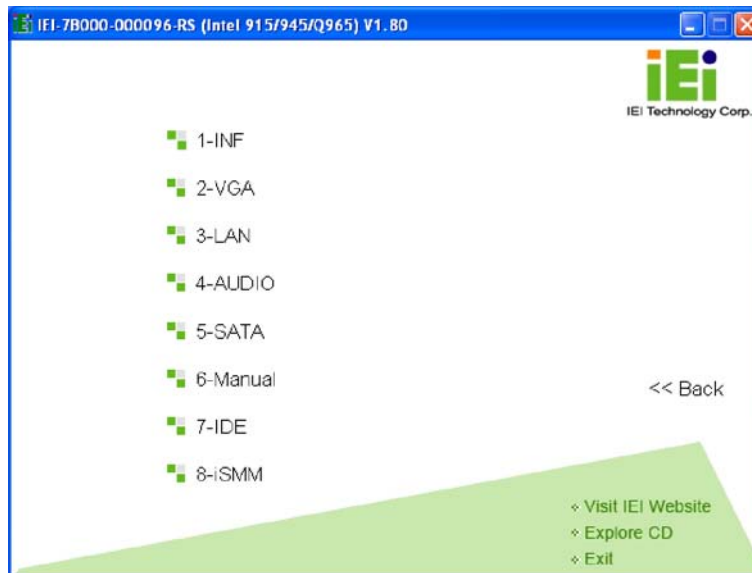 IEI-7B000-000096-RS (Intel 915/945/Q965) V1.80
iEi
IEI Technology Corp.
1-INF
2-VGA
3-LAN
4-AUDIO
5-SATA
6-Manual
<< Back
7-IDE
8-iSMM
Visit IEI Website
Explore CD
Exit